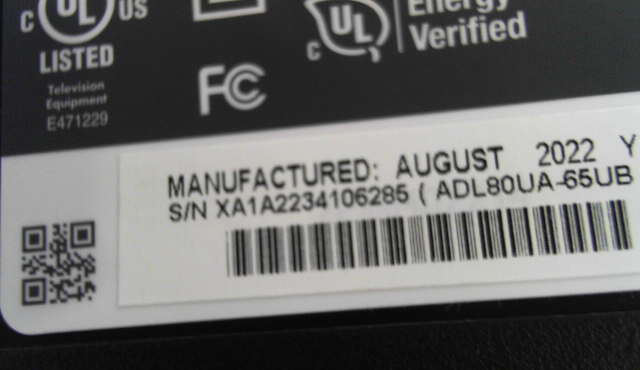 C UL US
LISTED
Television
Equipment
E471229
FC
C UL
Energy
Verified
MANUFACTURED: AUGUST 2022 Y
S/N XA1A2234106285 ( ADL80UA-65UB